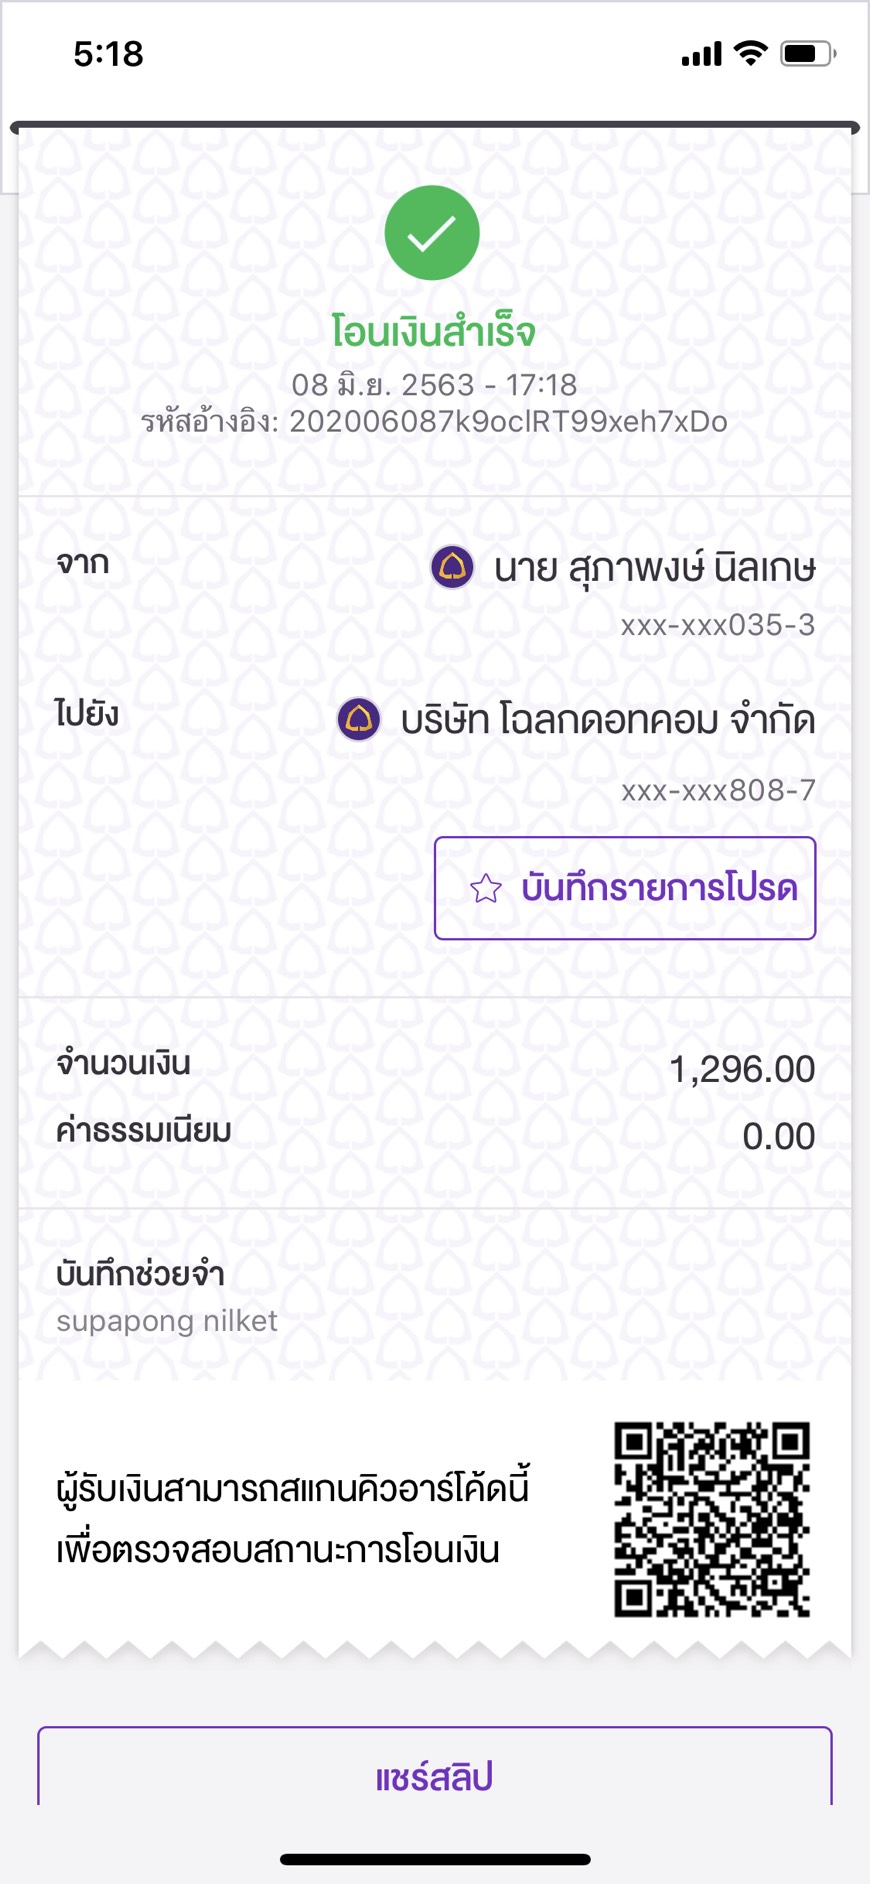 5:18
โอนเงินสำเร็จ
08 มิ.ย. 2563 - 17:18
รหัสอ้างอิง: 202006087k9oclRT99xeh7xDo
จาก
นาย สุภาพงษ์ นิลเกษ
xxx-xxx035-3
ไปยัง
บริษัท โฉลกดอทคอม จำกัด
xxx-xxx808-7
บันทึกรายการโปรด
จำนวนเงิน 1,296.00
ค่าธรรมเนียม 0.00
บันทึกช่วยจำ
supapong nilket
ผู้รับเงินสามารถสแกนคิวอาร์โค้ดนี้
เพื่อตรวจสอบสถานะการโอนเงิน
แชร์สลิป